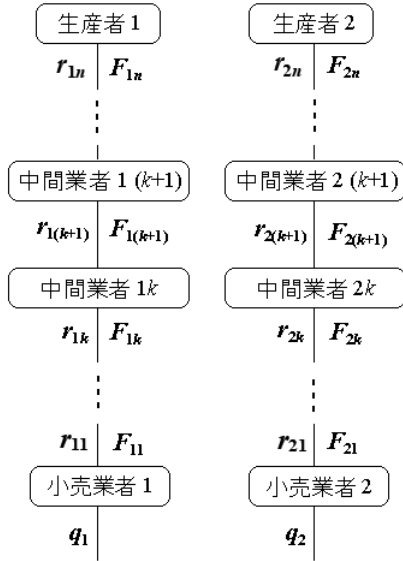 生産者 1 生産者 2
r1n F1n r2n F2n
中間業者 1 (k+1) 中間業者 2 (k+1)
r1(k+1) F1(k+1) r2(k+1) F2(k+1)
中間業者 1k 中間業者 2k
r1k F1k r2k F2k
r11 F11 r21 F21
小売業者 1 小売業者 2
q1 q2